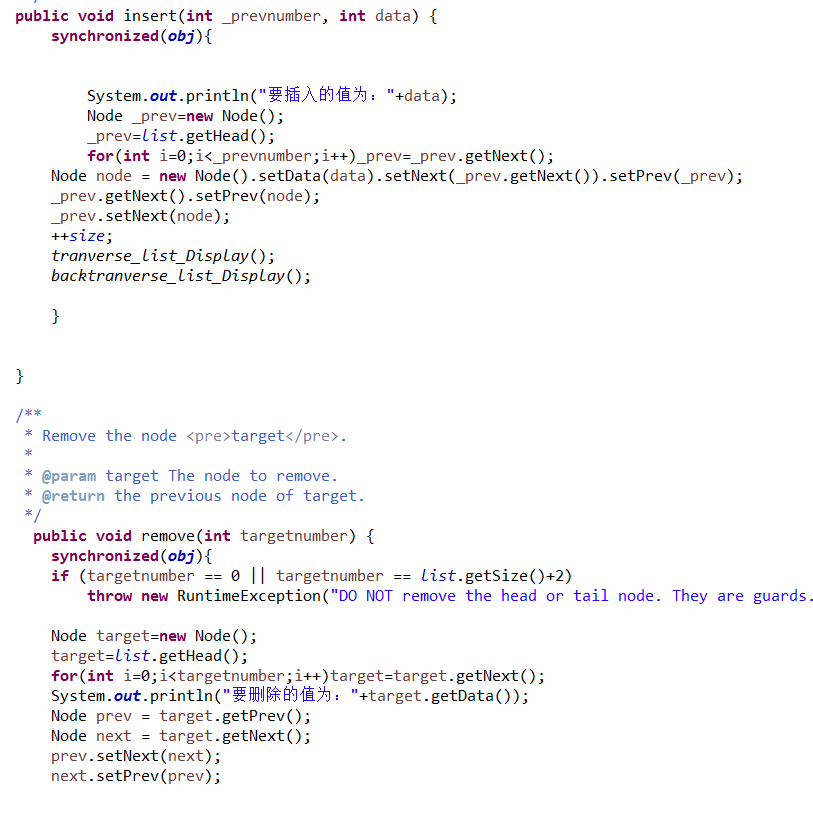 public void insert(int _prevnumber, int data) {
synchronized(obj){
System.out.println("要插入的值为："+data);
Node _prev=new Node();
_prev=list.getHead();
for(int i=0;i<_prevnumber;i++)_prev=_prev.getNext();
Node node = new Node().setData(data).setNext(_prev.getNext()).setPrev(_prev);
_prev.getNext().setPrev(node);
_prev.setNext(node);
++size;
tranverse_list_Display();
backtranverse_list_Display();
}
}
/**
* Remove the node <pre>target</pre>.
*
* @param target The node to remove.
* @return the previous node of target.
*/
public void remove(int targetnumber) {
synchronized(obj){
if (targetnumber == 0 || targetnumber == list.getSize()+2)
throw new RuntimeException("DO NOT remove the head or tail node. They are guards.
Node target=new Node();
target=list.getHead();
for(int i=0;i<targetnumber;i++)target=target.getNext();
System.out.println("要删除的值为："+target.getData());
Node prev = target.getPrev();
Node next = target.getNext();
prev.setNext(next);
next.setPrev(prev);